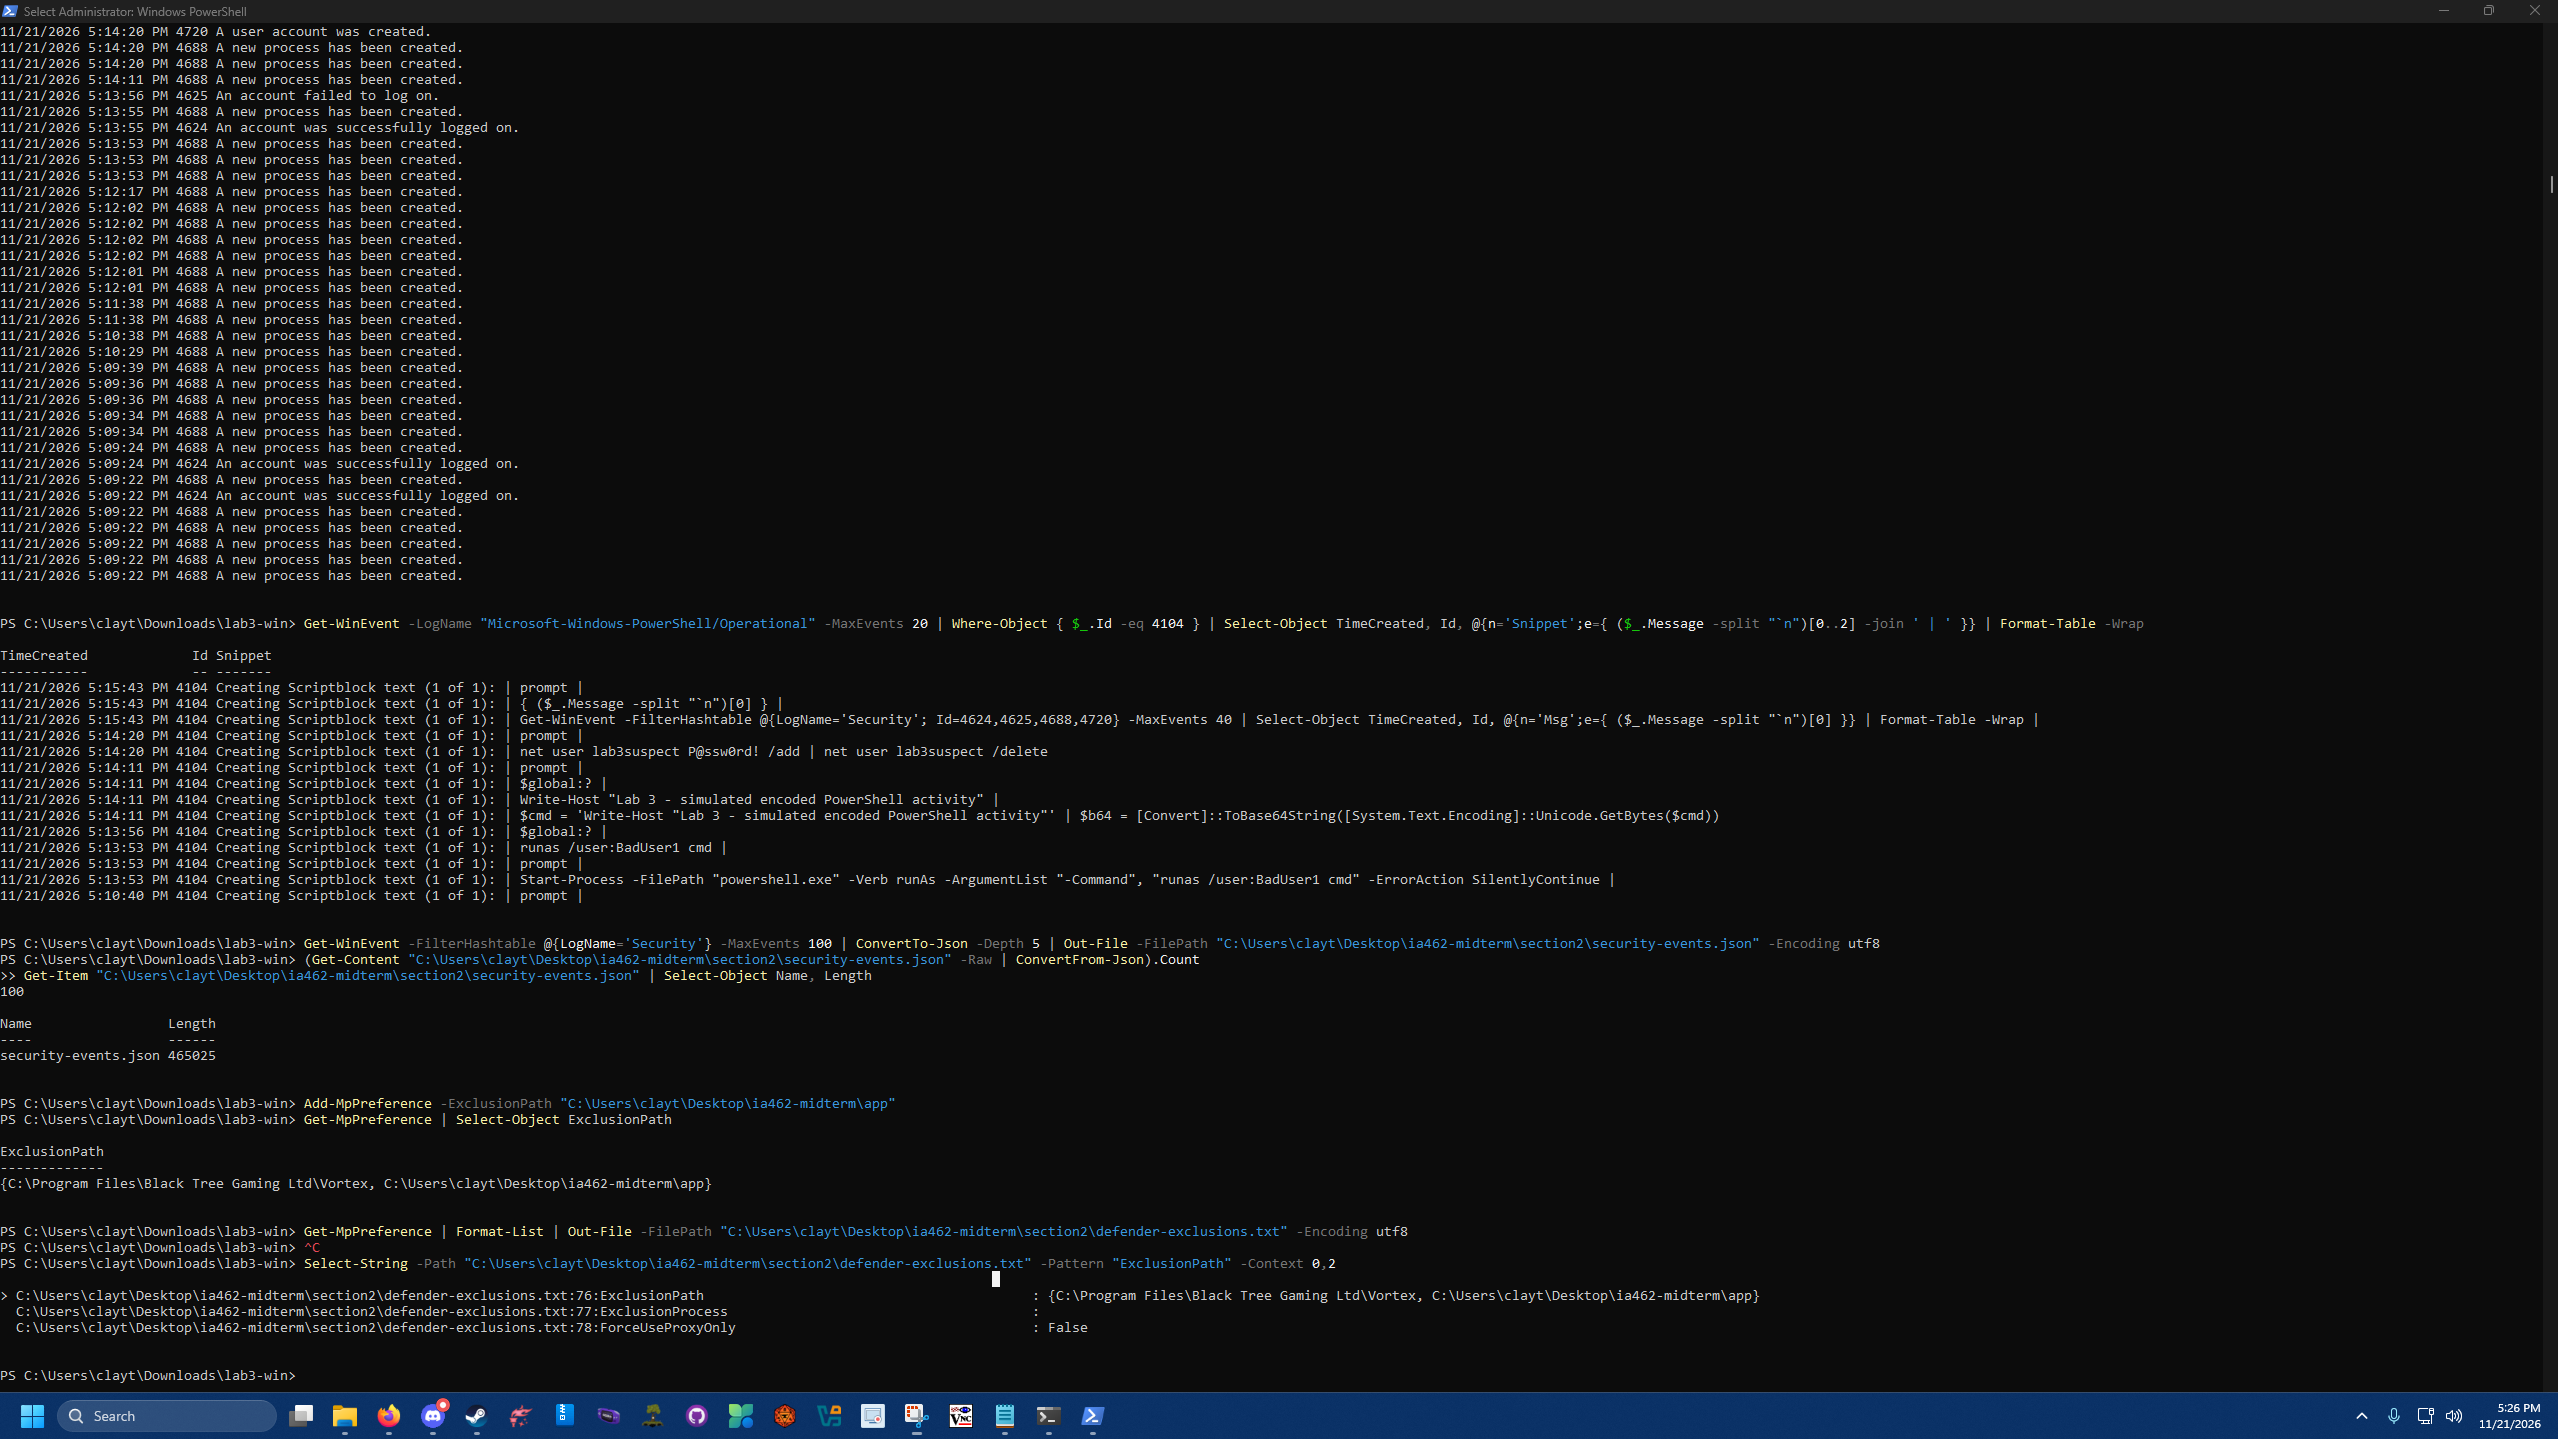 Select Administrator: Windows PowerShell
11/21/2026 5:14:20 PM 4720 A user account was created.
11/21/2026 5:14:20 PM 4688 A new process has been created.
11/21/2026 5:14:20 PM 4688 A new process has been created.
11/21/2026 5:14:11 PM 4688 A new process has been created.
11/21/2026 5:13:56 PM 4625 An account failed to log on.
11/21/2026 5:13:55 PM 4688 A new process has been created.
11/21/2026 5:13:55 PM 4624 An account was successfully logged on.
11/21/2026 5:13:53 PM 4688 A new process has been created.
11/21/2026 5:13:53 PM 4688 A new process has been created.
11/21/2026 5:13:53 PM 4688 A new process has been created.
11/21/2026 5:12:17 PM 4688 A new process has been created.
11/21/2026 5:12:02 PM 4688 A new process has been created.
11/21/2026 5:12:02 PM 4688 A new process has been created.
11/21/2026 5:12:02 PM 4688 A new process has been created.
11/21/2026 5:12:02 PM 4688 A new process has been created.
11/21/2026 5:12:01 PM 4688 A new process has been created.
11/21/2026 5:12:01 PM 4688 A new process has been created.
11/21/2026 5:11:38 PM 4688 A new process has been created.
11/21/2026 5:11:38 PM 4688 A new process has been created.
11/21/2026 5:10:38 PM 4688 A new process has been created.
11/21/2026 5:10:29 PM 4688 A new process has been created.
11/21/2026 5:09:39 PM 4688 A new process has been created.
11/21/2026 5:09:36 PM 4688 A new process has been created.
11/21/2026 5:09:36 PM 4688 A new process has been created.
11/21/2026 5:09:34 PM 4688 A new process has been created.
11/21/2026 5:09:34 PM 4688 A new process has been created.
11/21/2026 5:09:24 PM 4688 A new process has been created.
11/21/2026 5:09:24 PM 4624 An account was successfully logged on.
11/21/2026 5:09:22 PM 4688 A new process has been created.
11/21/2026 5:09:22 PM 4624 An account was successfully logged on.
11/21/2026 5:09:22 PM 4688 A new process has been created.
11/21/2026 5:09:22 PM 4688 A new process has been created.
11/21/2026 5:09:22 PM 4688 A new process has been created.
11/21/2026 5:09:22 PM 4688 A new process has been created.
11/21/2026 5:09:22 PM 4688 A new process has been created.
PS C:\Users\clayt\Downloads\lab3-win> Get-WinEvent -LogName "Microsoft-Windows-PowerShell/Operational" -MaxEvents 20 | Where-Object { $_.Id -eq 4104 } | Select-Object TimeCreated, Id, @{n='Snippet';e={ ($_.Message -split "`n")[0..2] -join ' | ' }} | Format-Table -Wrap
TimeCreated Id Snippet
----------- -- -------
11/21/2026 5:15:43 PM 4104 Creating Scriptblock text (1 of 1): | prompt |
11/21/2026 5:15:43 PM 4104 Creating Scriptblock text (1 of 1): | { ($_.Message -split "`n")[0] } |
11/21/2026 5:15:43 PM 4104 Creating Scriptblock text (1 of 1): | Get-WinEvent -FilterHashtable @{LogName='Security'; Id=4624,4625,4688,4720} -MaxEvents 40 | Select-Object TimeCreated, Id, @{n='Msg';e={ ($_.Message -split "`n")[0] }} | Format-Table -Wrap |
11/21/2026 5:14:20 PM 4104 Creating Scriptblock text (1 of 1): | prompt |
11/21/2026 5:14:20 PM 4104 Creating Scriptblock text (1 of 1): | net user lab3suspect P@ssw0rd! /add | net user lab3suspect /delete
11/21/2026 5:14:11 PM 4104 Creating Scriptblock text (1 of 1): | prompt |
11/21/2026 5:14:11 PM 4104 Creating Scriptblock text (1 of 1): | $global:? |
11/21/2026 5:14:11 PM 4104 Creating Scriptblock text (1 of 1): | Write-Host "Lab 3 - simulated encoded PowerShell activity" |
11/21/2026 5:14:11 PM 4104 Creating Scriptblock text (1 of 1): | $cmd = 'Write-Host "Lab 3 - simulated encoded PowerShell activity"' | $b64 = [Convert]::ToBase64String([System.Text.Encoding]::Unicode.GetBytes($cmd))
11/21/2026 5:13:56 PM 4104 Creating Scriptblock text (1 of 1): | $global:? |
11/21/2026 5:13:53 PM 4104 Creating Scriptblock text (1 of 1): | runas /user:BadUser1 cmd |
11/21/2026 5:13:53 PM 4104 Creating Scriptblock text (1 of 1): | prompt |
11/21/2026 5:13:53 PM 4104 Creating Scriptblock text (1 of 1): | Start-Process -FilePath "powershell.exe" -Verb runAs -ArgumentList "-Command", "runas /user:BadUser1 cmd" -ErrorAction SilentlyContinue |
11/21/2026 5:10:40 PM 4104 Creating Scriptblock text (1 of 1): | prompt |
PS C:\Users\clayt\Downloads\lab3-win> Get-WinEvent -FilterHashtable @{LogName='Security'} -MaxEvents 100 | ConvertTo-Json -Depth 5 | Out-File -FilePath "C:\Users\clayt\Desktop\ia462-midterm\section2\security-events.json" -Encoding utf8
PS C:\Users\clayt\Downloads\lab3-win> (Get-Content "C:\Users\clayt\Desktop\ia462-midterm\section2\security-events.json" -Raw | ConvertFrom-Json).Count
>> Get-Item "C:\Users\clayt\Desktop\ia462-midterm\section2\security-events.json" | Select-Object Name, Length
100
Name Length
---- ------
security-events.json 465025
PS C:\Users\clayt\Downloads\lab3-win> Add-MpPreference -ExclusionPath "C:\Users\clayt\Desktop\ia462-midterm\app"
PS C:\Users\clayt\Downloads\lab3-win> Get-MpPreference | Select-Object ExclusionPath
ExclusionPath
-------------
{C:\Program Files\Black Tree Gaming Ltd\Vortex, C:\Users\clayt\Desktop\ia462-midterm\app}
PS C:\Users\clayt\Downloads\lab3-win> Get-MpPreference | Format-List | Out-File -FilePath "C:\Users\clayt\Desktop\ia462-midterm\section2\defender-exclusions.txt" -Encoding utf8
PS C:\Users\clayt\Downloads\lab3-win> ^C
PS C:\Users\clayt\Downloads\lab3-win> Select-String -Path "C:\Users\clayt\Desktop\ia462-midterm\section2\defender-exclusions.txt" -Pattern "ExclusionPath" -Context 0,2
> C:\Users\clayt\Desktop\ia462-midterm\section2\defender-exclusions.txt:76:ExclusionPath : {C:\Program Files\Black Tree Gaming Ltd\Vortex, C:\Users\clayt\Desktop\ia462-midterm\app}
C:\Users\clayt\Desktop\ia462-midterm\section2\defender-exclusions.txt:77:ExclusionProcess :
C:\Users\clayt\Desktop\ia462-midterm\section2\defender-exclusions.txt:78:ForceUseProxyOnly : False
PS C:\Users\clayt\Downloads\lab3-win>
Search
VNC
5:26 PM
11/21/2026